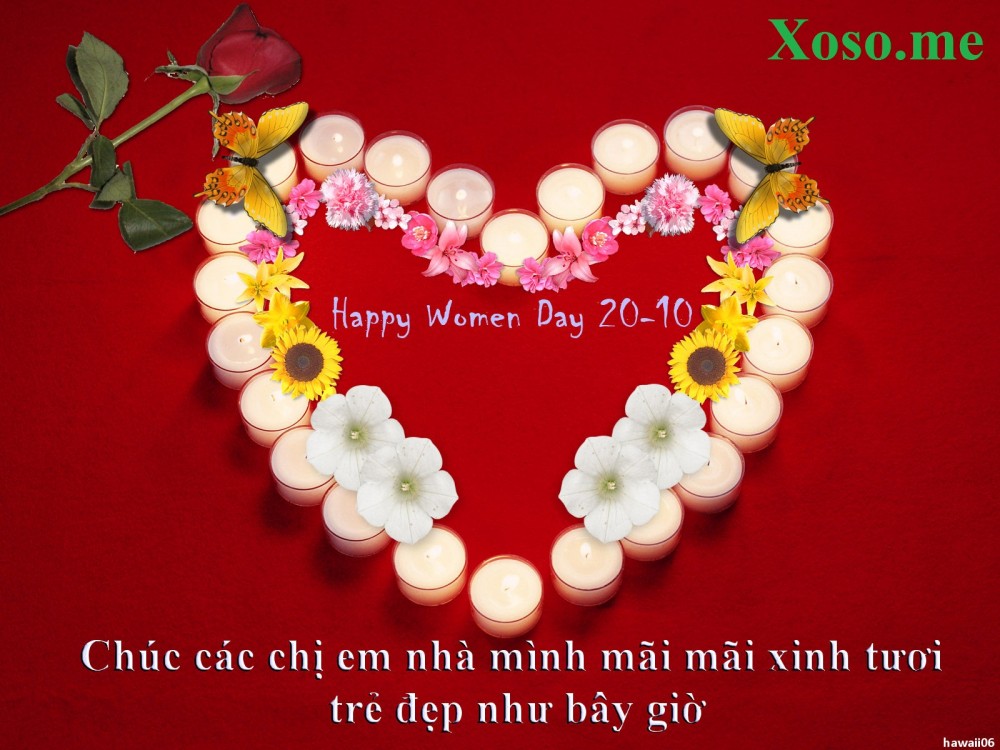 Xoso.me
Happy Women Day 20-10
Chúc các chị em nhà mình mãi mãi xinh tươi
trẻ đẹp như bây giờ
hawaii06